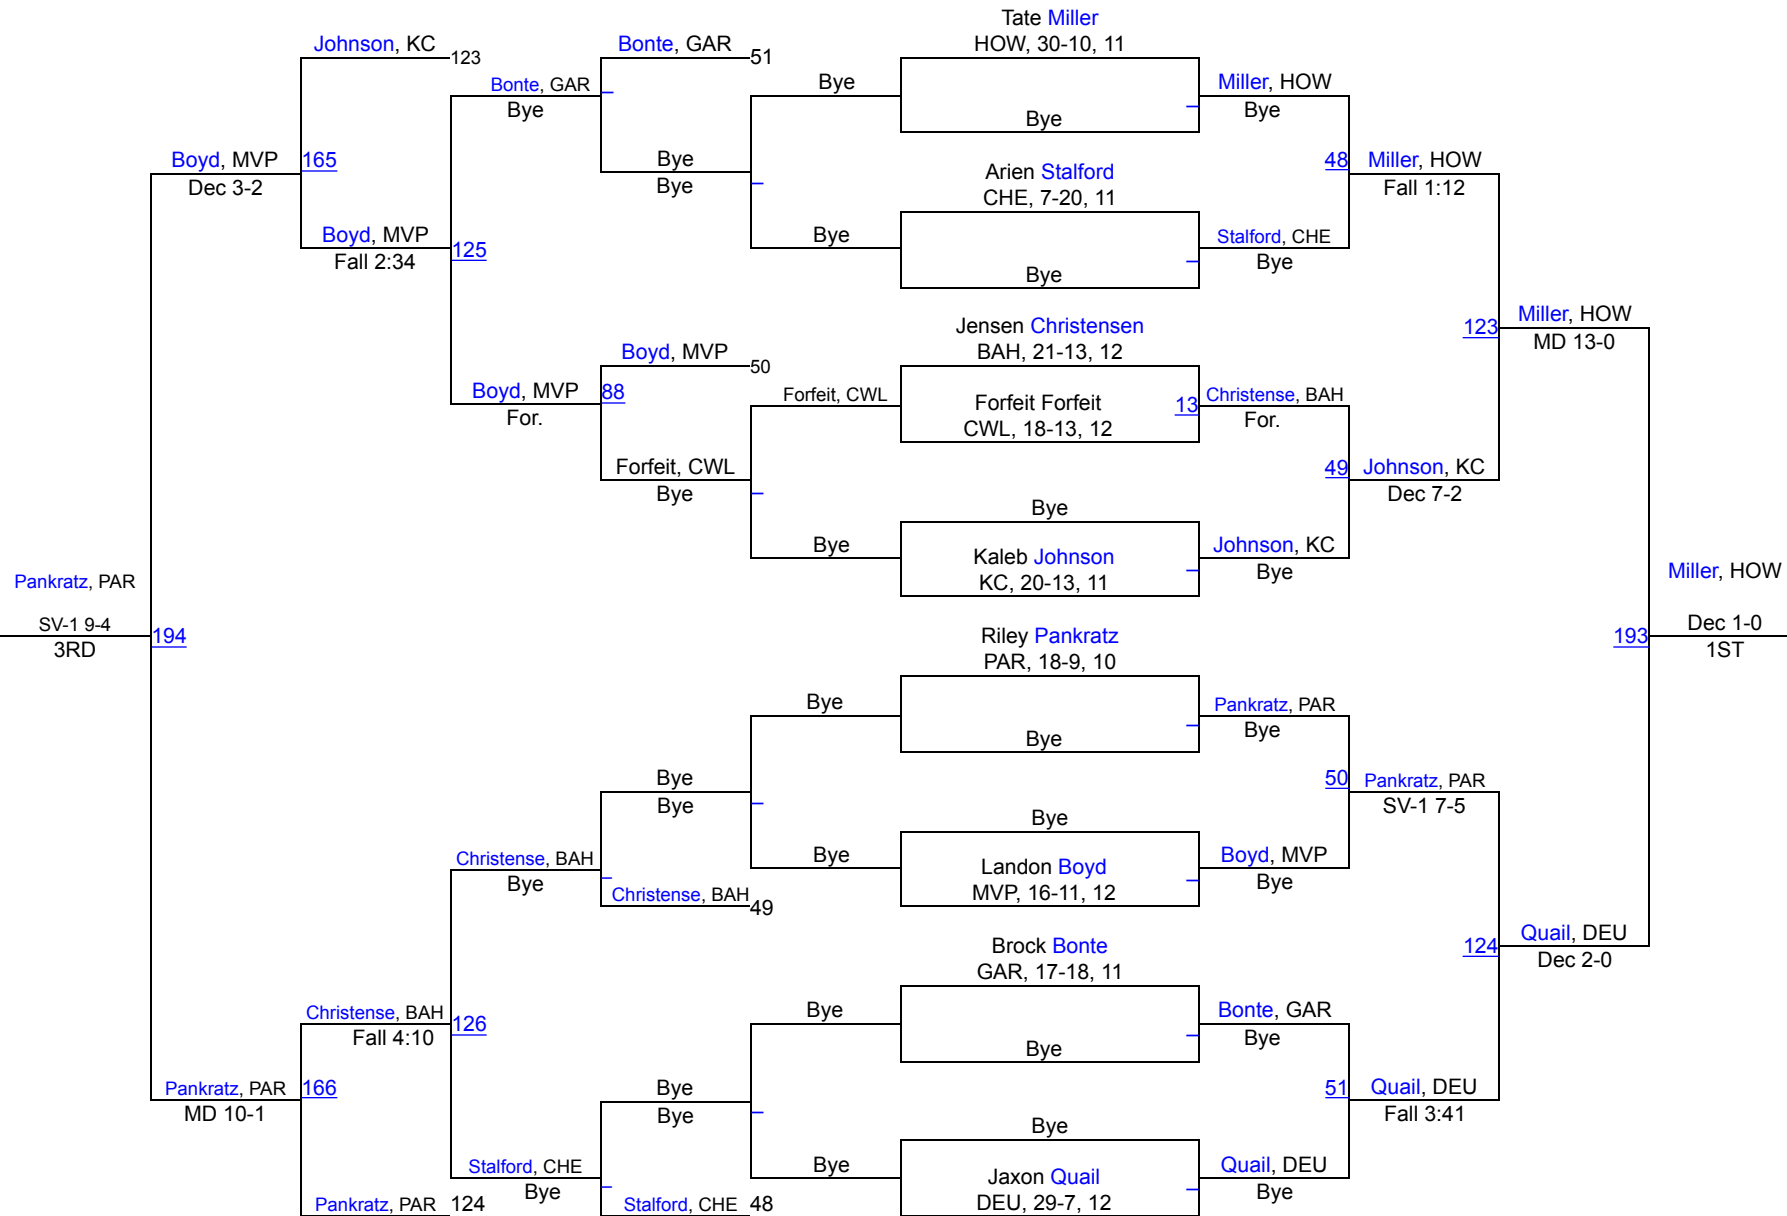 Tate Miller
HOW, 30-10, 11
Johnson, KC
123
Bonte, GAR
51
Bonte, GAR
Bye
Bye
Bye
Miller, HOW
Bye
Boyd, MVP
Dec 3-2
165
Bye
Bye
Arien Stalford
CHE, 7-20, 11
48
Miller, HOW
Fall 1:12
Boyd, MVP
Fall 2:34
125
Bye
Bye
Stalford, CHE
Bye
Jensen Christensen
BAH, 21-13, 12
123
Miller, HOW
MD 13-0
Boyd, MVP
50
Boyd, MVP
For.
88
Forfeit, CWL
Forfeit Forfeit
CWL, 18-13, 12
13
Christense, BAH
For.
Forfeit, CWL
Bye
49
Johnson, KC
Dec 7-2
Bye
Bye
Kaleb Johnson
KC, 20-13, 11
Johnson, KC
Bye
Pankratz, PAR
SV-1 9-4
3RD
194
Miller, HOW
Dec 1-0
1ST
193
Riley Pankratz
PAR, 18-9, 10
Bye
Bye
Pankratz, PAR
Bye
Bye
Bye
50
Pankratz, PAR
SV-1 7-5
Bye
Bye
Landon Boyd
MVP, 16-11, 12
Boyd, MVP
Bye
Christense, BAH
Bye
Christense, BAH
49
Brock Bonte
GAR, 17-18, 11
124
Quail, DEU
Dec 2-0
Christense, BAH
Fall 4:10
126
Bye
Bye
Bonte, GAR
Bye
Pankratz, PAR
MD 10-1
166
Bye
Bye
51
Quail, DEU
Fall 3:41
Bye
Stalford, CHE
Bye
Bye
Jaxon Quail
DEU, 29-7, 12
Quail, DEU
Bye
Pankratz, PAR
124
Stalford, CHE
48